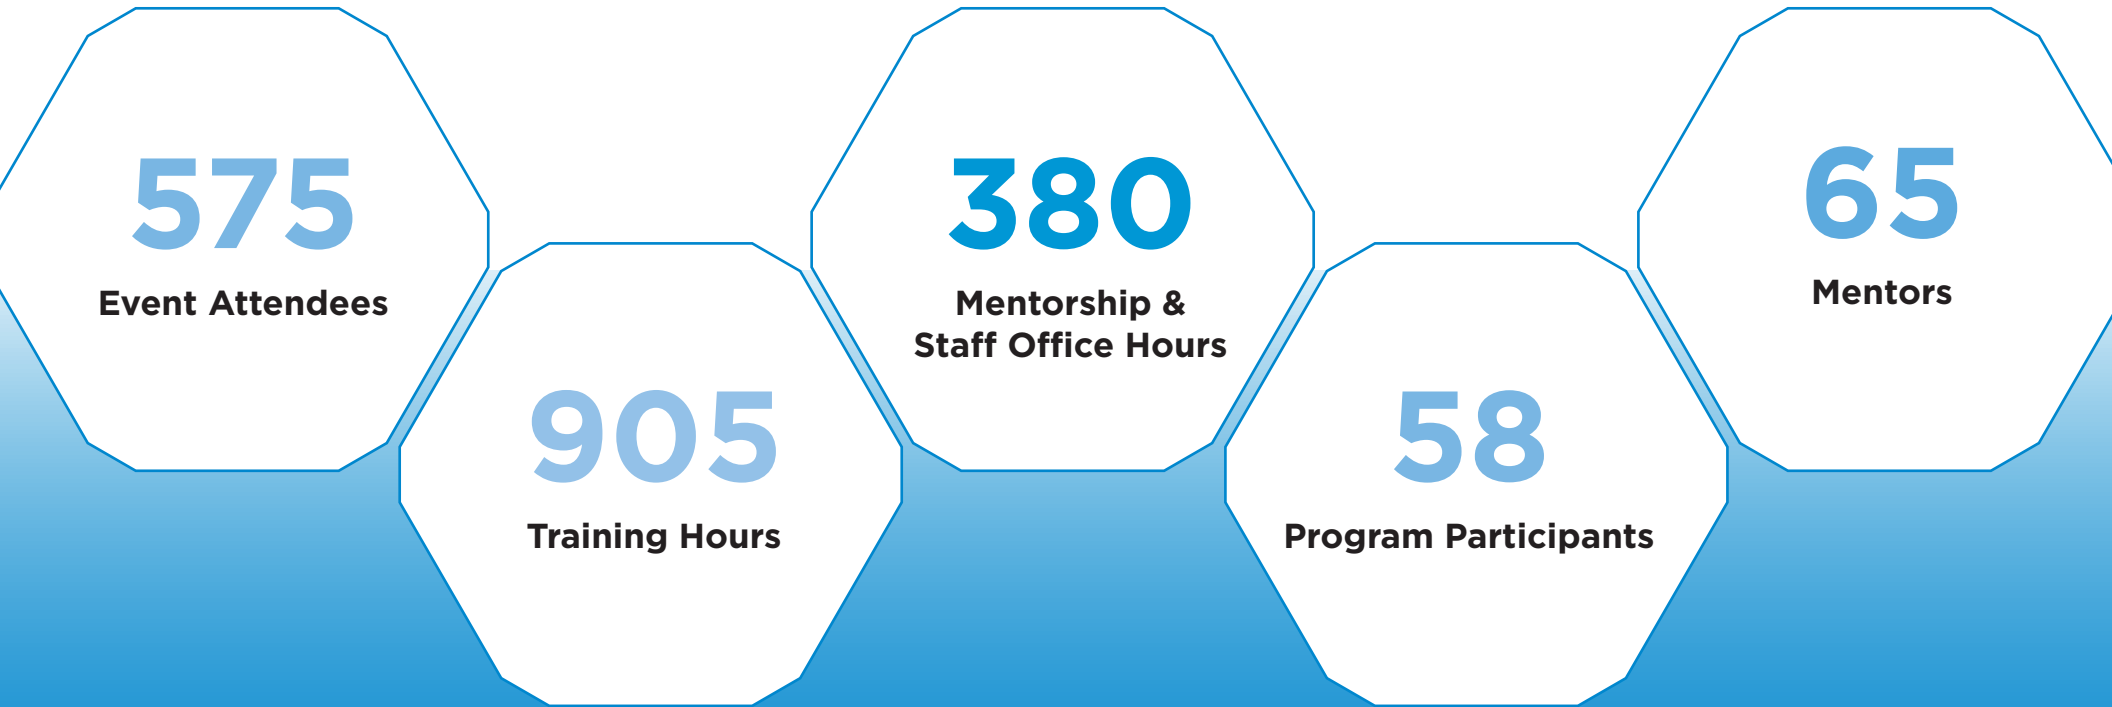 575
Event Attendees
905
Training Hours
380
Mentorship &
Staff Office Hours
58
Program Participants
65
Mentors